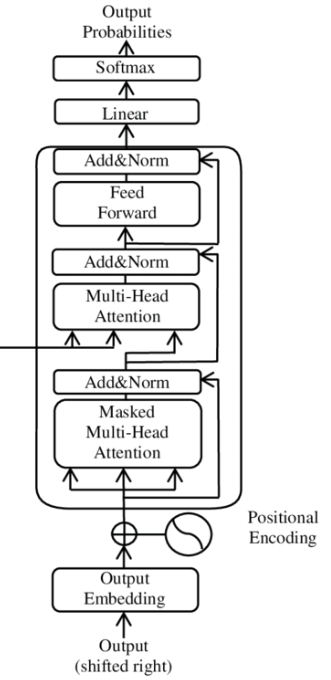 Output
Probabilities
Softmax
Linear
Add&Norm
Feed
Forward
Add&Norm
Multi-Head
Attention
Add&Norm
Masked
Multi-Head
Attention
Positional
Encoding
Output
Embedding
Output
(shifted right)